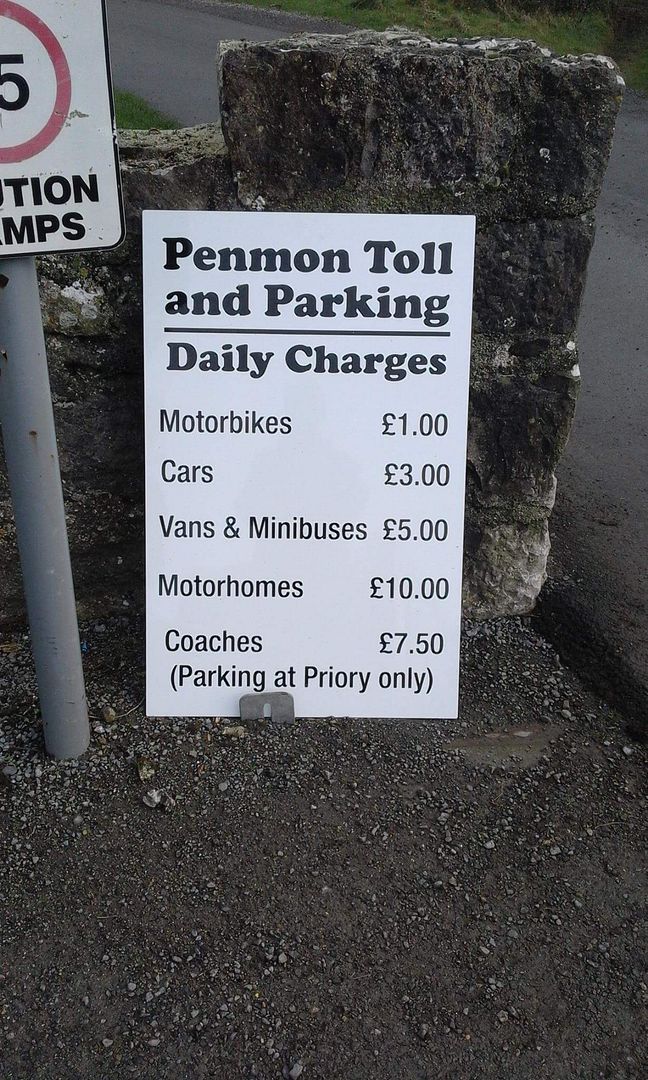 5
UTION
AMPS
Penmon Toll
and Parking
Daily Charges
Motorbikes £1.00
Cars £3.00
Vans & Minibuses £5.00
Motorhomes £10.00
Coaches £7.50
(Parking at Priory only)